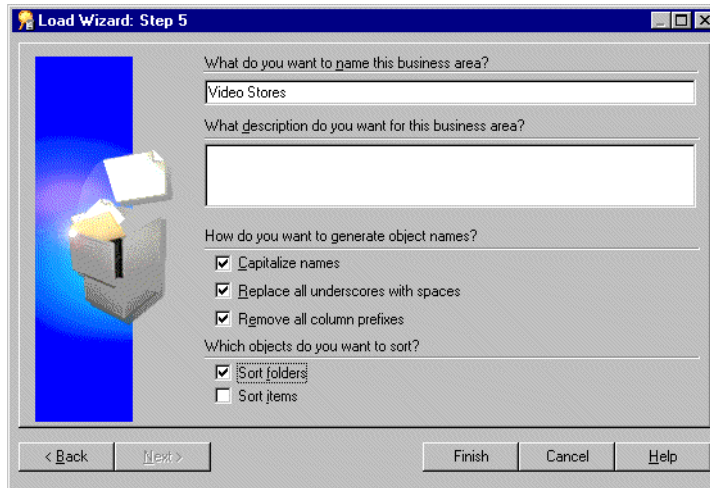 Load Wizard: Step 5
What do you want to name this business area?
Video Stores
What description do you want for this business area?
How do you want to generate object names?
Capitalize names
Replace all underscores with spaces
Remove all column prefixes
Which objects do you want to sort?
Sort folders
Sort items
< Back Next > Finish Cancel Help